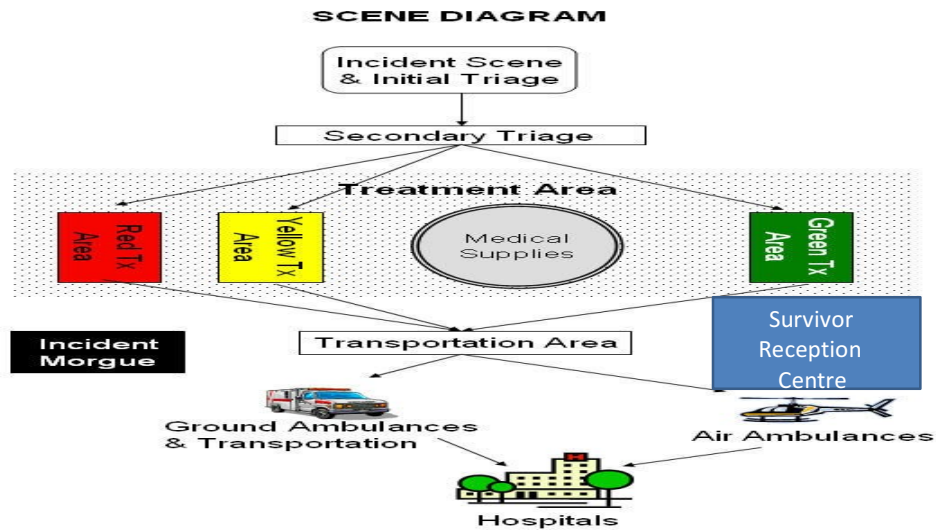 SCENE DIAGRAM
Incident Scene
& Initial Triage
Secondary Triage
Treatment Area
Red Tx
Area
Yellow Tx
Area
Medical
Supplies
Green Tx
Area
Incident
Morgue
Transportation Area
Survivor
Reception
Centre
Ground Ambulances
& Transportation
Air Ambulances
H
Hospitals